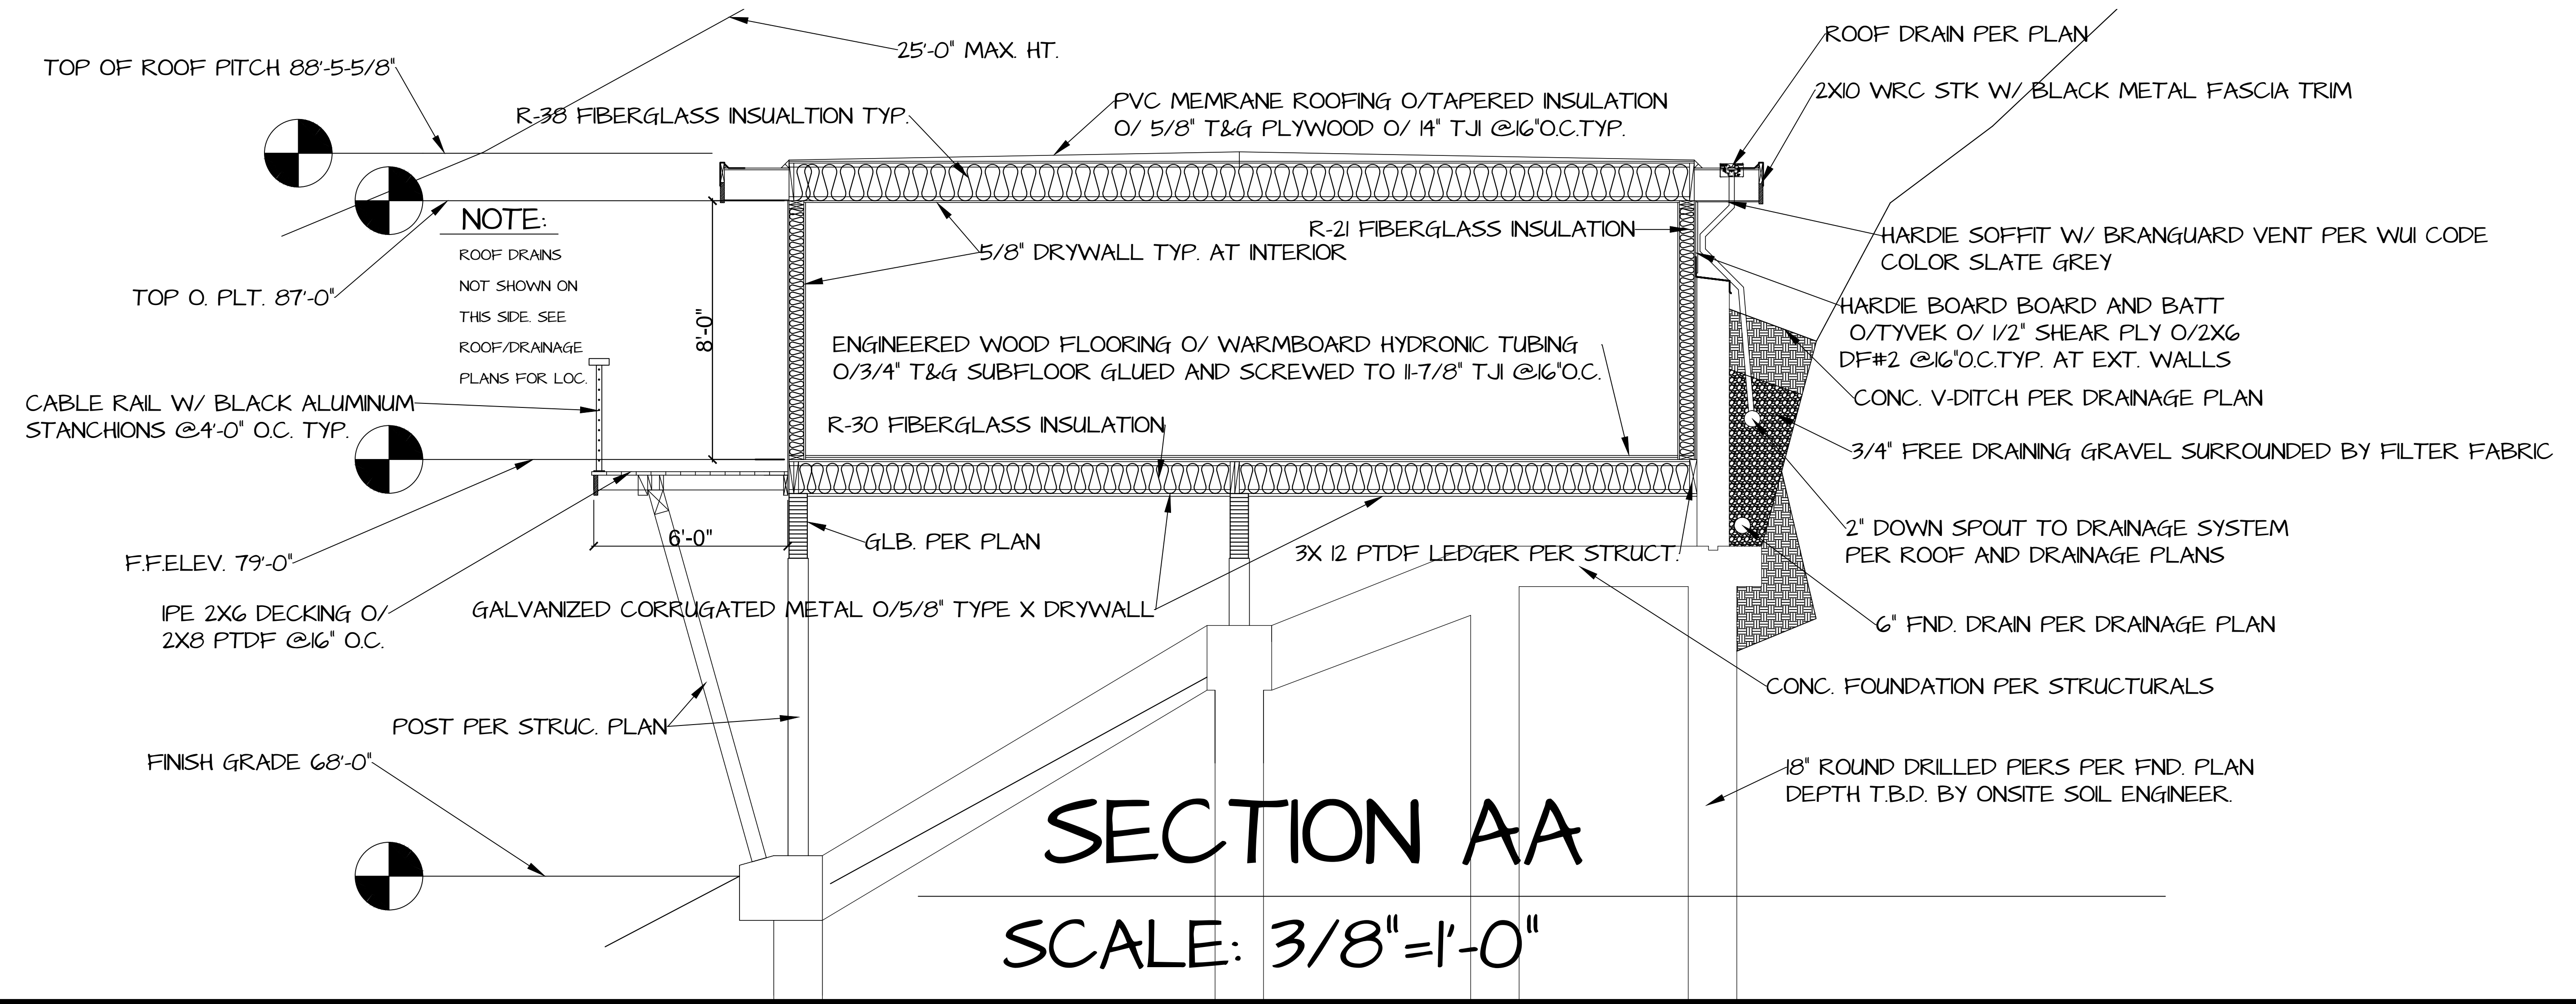 TOP OF ROOF PITCH 88'-5-5/8"
25'-0" MAX. HT.
ROOF DRAIN PER PLAN
2X10 WRC STK W/ BLACK METAL FASCIA TRIM
R-38 FIBERGLASS INSUALTION TYP.
PVC MEMRANE ROOFING O/TAPERED INSULATION
O/ 5/8" T&G PLYWOOD O/ 14" TJI @16"O.C.TYP.
NOTE:
ROOF DRAINS
NOT SHOWN ON
THIS SIDE. SEE
ROOF/DRAINAGE
PLANS FOR LOC.
TOP O. PLT. 87'-0"
8'-0"
R-21 FIBERGLASS INSULATION
5/8" DRYWALL TYP. AT INTERIOR
HARDIE SOFFIT W/ BRANGUARD VENT PER WUI CODE
COLOR SLATE GREY
HARDIE BOARD BOARD AND BATT
O/TYVEK O/ 1/2" SHEAR PLY O/2X6
DF#2 @16"O.C.TYP. AT EXT. WALLS
ENGINEERED WOOD FLOORING O/ WARMBOARD HYDRONIC TUBING
O/3/4" T&G SUBFLOOR GLUED AND SCREWED TO 11-7/8" TJI @16"O.C.
CABLE RAIL W/ BLACK ALUMINUM
STANCHIONS @4'-0" O.C. TYP.
R-30 FIBERGLASS INSULATION
CONC. V-DITCH PER DRAINAGE PLAN
3/4" FREE DRAINING GRAVEL SURROUNDED BY FILTER FABRIC
F.F.ELEV. 79'-0"
6'-0"
GLB. PER PLAN
3X 12 PTDF LEDGER PER STRUCT.
2" DOWN SPOUT TO DRAINAGE SYSTEM
PER ROOF AND DRAINAGE PLANS
IPE 2X6 DECKING O/
2X8 PTDF @16" O.C.
GALVANIZED CORRUGATED METAL O/5/8" TYPE X DRYWALL
6" FND. DRAIN PER DRAINAGE PLAN
CONC. FOUNDATION PER STRUCTURALS
POST PER STRUC. PLAN
FINISH GRADE 68'-0"
18" ROUND DRILLED PIERS PER FND. PLAN
DEPTH T.B.D. BY ONSITE SOIL ENGINEER.
SECTION AA
SCALE: 3/8"=1'-0"